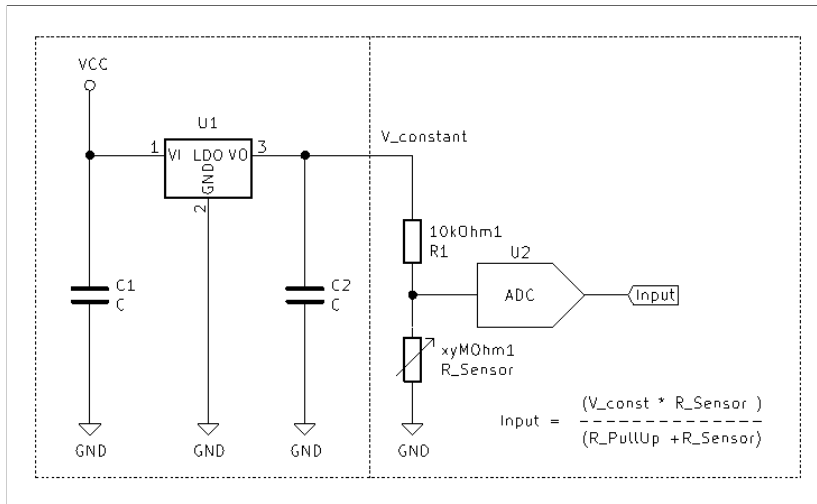 VCC
U1
1
VI
LDO
VO
3
GND
2
V_constant
10kOhm1
R1
U2
ADC
Input
C1
C
C2
C
xyMOhm1
R_Sensor
GND
GND
GND
GND
Input =
(V_const * R_Sensor )
(R_PullUp +R_Sensor)